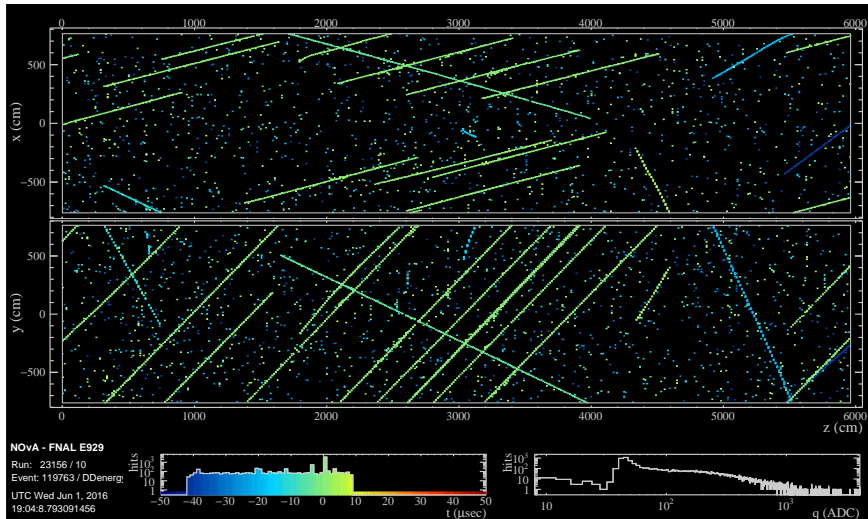 0 1000 2000 3000 4000 5000 6000
500
0
−500
x (cm)
500
0
−500
y (cm)
0 1000 2000 3000 4000 5000 6000
z (cm)
NOvA - FNAL E929
Run: 23156 / 10
Event: 119763 / DDenergy
UTC Wed Jun 1, 2016
19:04:8.793091456
hits
10³
10²
10
1
−50 −40 −30 −20 −10 0 10 20 30 40 50
t (μsec)
hits
10³
10²
10
1
10 10² 10³
q (ADC)